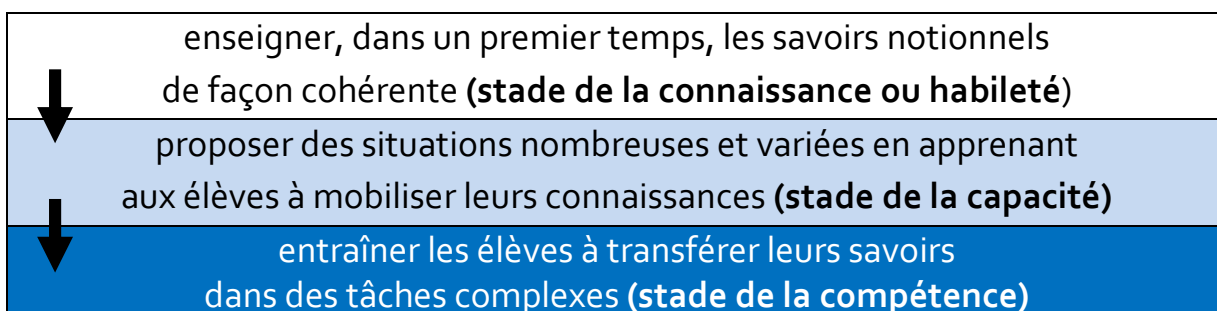 enseigner, dans un premier temps, les savoirs notionnels
de façon cohérente (stade de la connaissance ou habileté)
proposer des situations nombreuses et variées en apprenant
aux élèves à mobiliser leurs connaissances (stade de la capacité)
entraîner les élèves à transférer leurs savoirs
dans des tâches complexes (stade de la compétence)